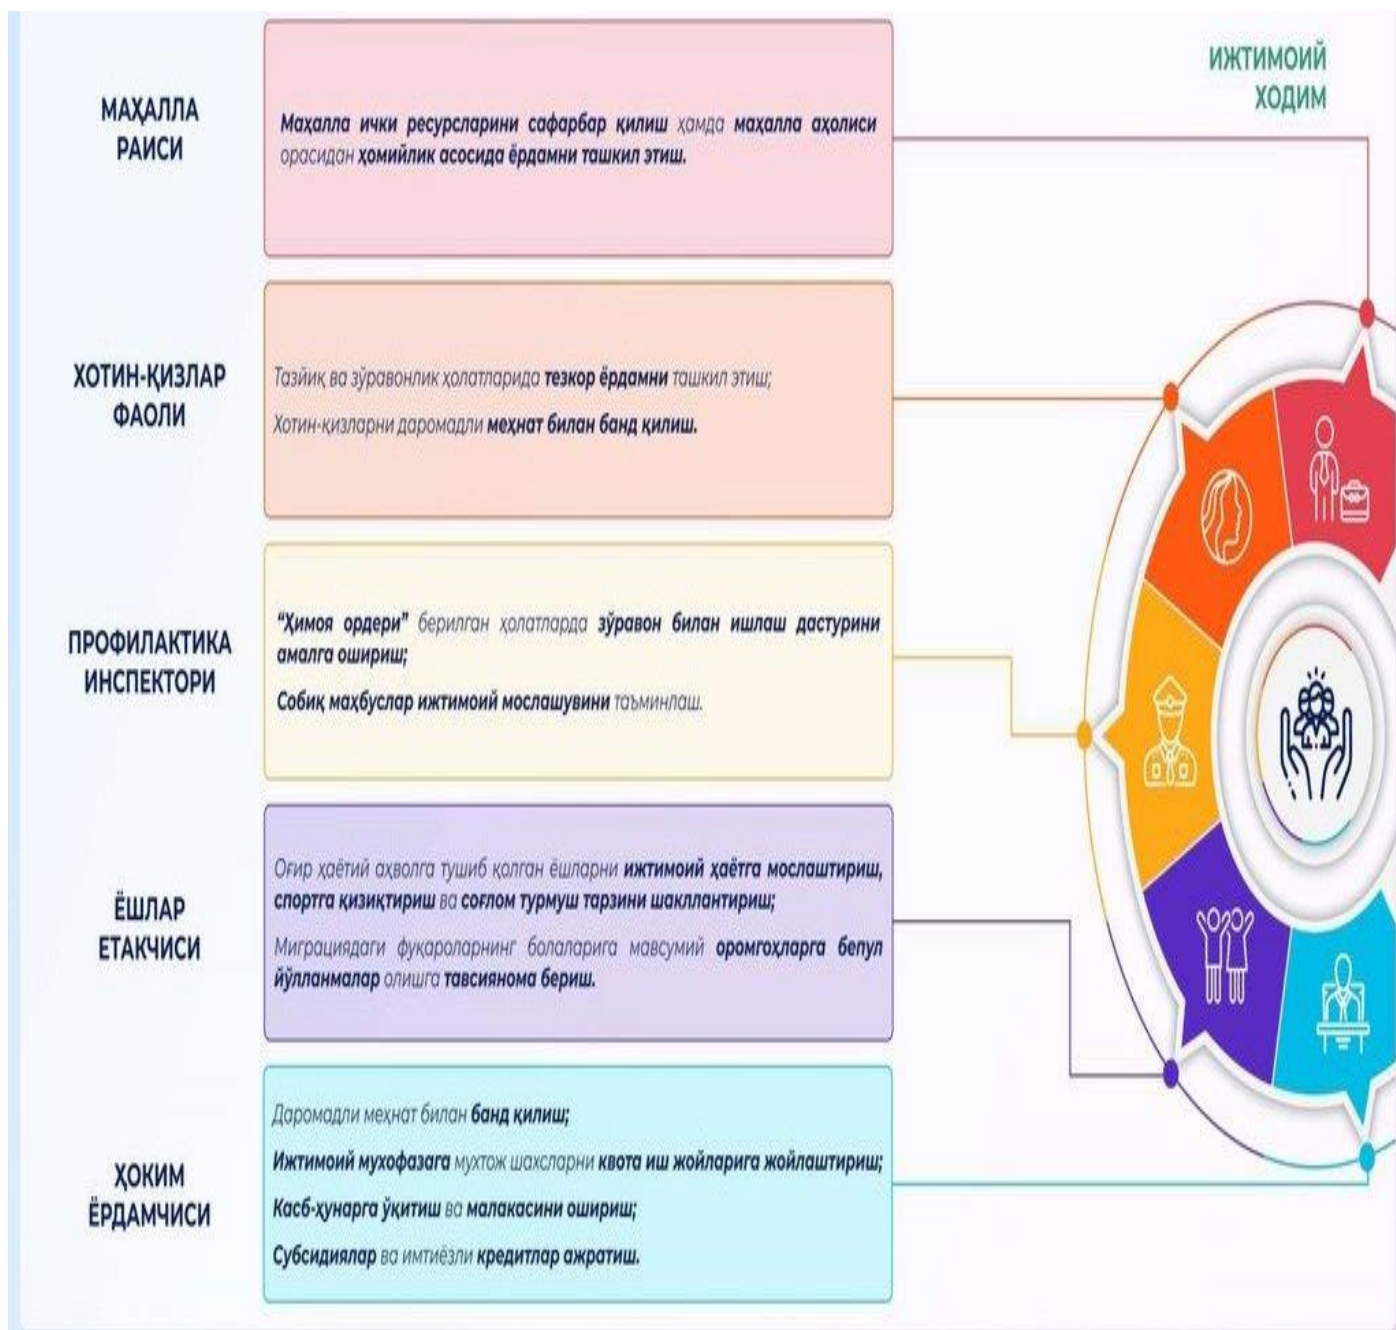 МАҲАЛЛА
РАИСИ
Маҳалла ички ресурсларини сафарбар қилиш ҳамда маҳалла аҳолиси
орасидан ҳомийлик асосида ёрдамни ташкил этиш.
ИЖТИМОИЙ
ХОДИМ
ХОТИН-ҚИЗЛАР
ФАОЛИ
Тазйиқ ва зўравонлик ҳолатларида тезкор ёрдамни ташкил этиш;
Хотин-қизларни даромадли меҳнат билан банд қилиш.
ПРОФИЛАКТИКА
ИНСПЕКТОРИ
“Ҳимоя ордери” берилган ҳолатларда зўравон билан ишлаш дастурини
амалга ошириш;
Собиқ маҳбуслар ижтимоий мослашувини таъминлаш.
ЁШЛАР
ЕТАКЧИСИ
Оғир ҳаётий аҳволга тушиб қолган ёшларни ижтимоий ҳаётга мослаштириш,
спортга қизиқтириш ва соғлом турмуш тарзини шакллантириш;
Миграциядаги фуқароларнинг болаларига мавсумий оромгоҳларга бепул
йўлланмалар олишга тавсиянома бериш.
ҲОКИМ
ЁРДАМЧИСИ
Даромадли меҳнат билан банд қилиш;
Ижтимоий мухофазага мухтож шахсларни квота иш жойларига жойлаштириш;
Касб-ҳунарга ўқитиш ва малакасини ошириш;
Субсидиялар ва имтиёзли кредитлар ажратиш.